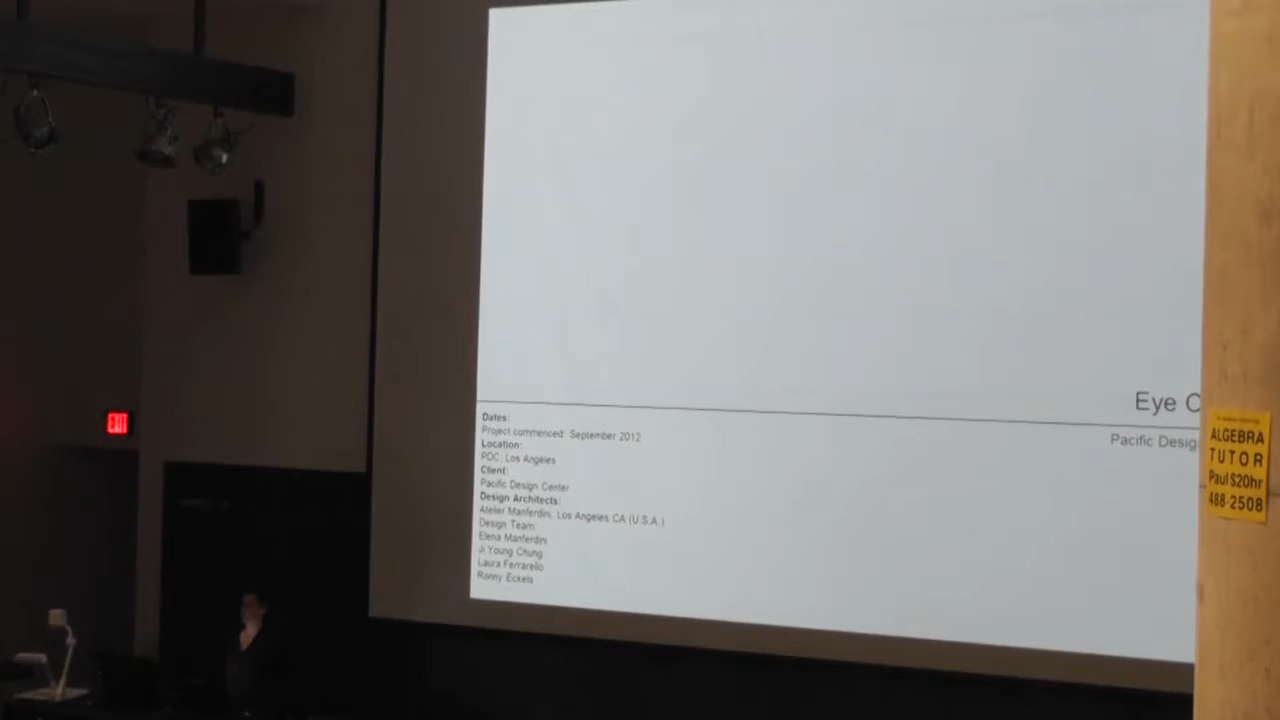 Eye C
Pacific Desig
Dates:
Project commenced: September 2012
Location:
PDC, Los Angeles
Client:
Pacific Design Center
Design Architects:
Atelier Manferdini, Los Angeles CA (U.S.A.)
Design Team:
Elena Manferdini
Ji Young Chung
Laura Ferrarello
Ronny Eckels
EXIT
ALGEBRA
TUTOR
Paul $20hr
488-2508